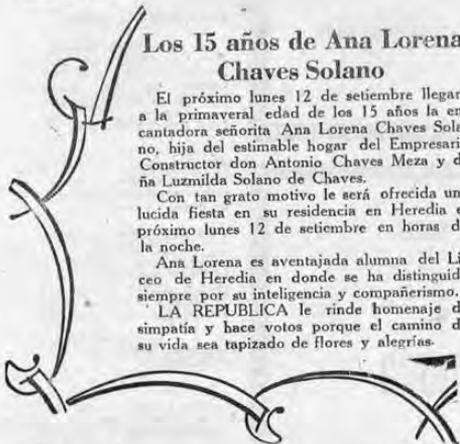 Los 15 años de Ana Lorena
Chaves Solano
El próximo lunes 12 de setiembre llegar
a la primaveral edad de los 15 años la en
cantadora señorita Ana Lorena Chaves Sola
no, hija del estimable hogar del Empresari
Constructor don Antonio Chaves Meza y d
ña Luzmilda Solano de Chaves.
Con tan grato motivo le será ofrecida un
lucida fiesta en su residencia en Heredia e
próximo lunes 12 de setiembre en horas d
la noche.
Ana Lorena es aventajada alumna del Li
ceo de Heredia en donde se ha distinguid
siempre por su inteligencia y compañerismo.
LA REPUBLICA le rinde homenaje d
simpatía y hace votos porque el camino d
su vida sea tapizado de flores y alegrías.